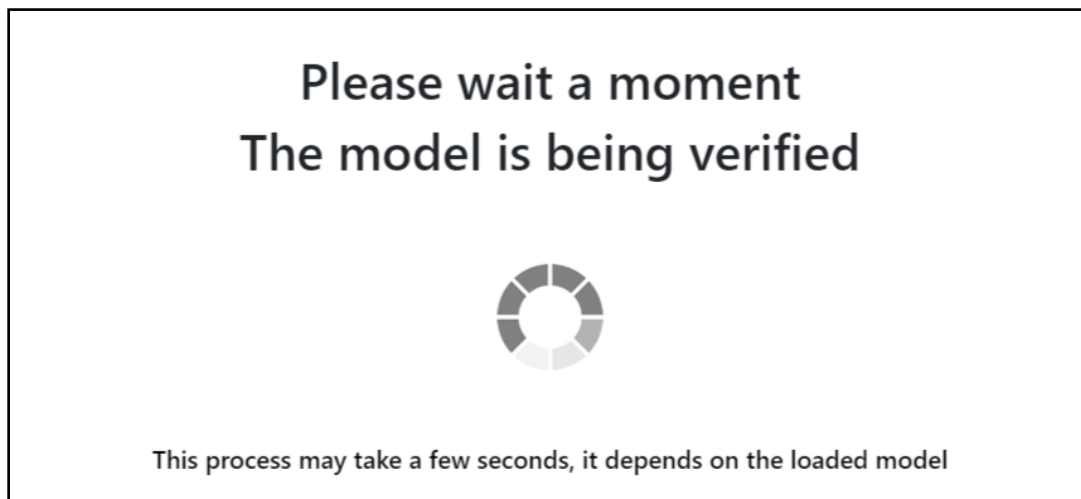 Please wait a moment
The model is being verified
This process may take a few seconds, it depends on the loaded model